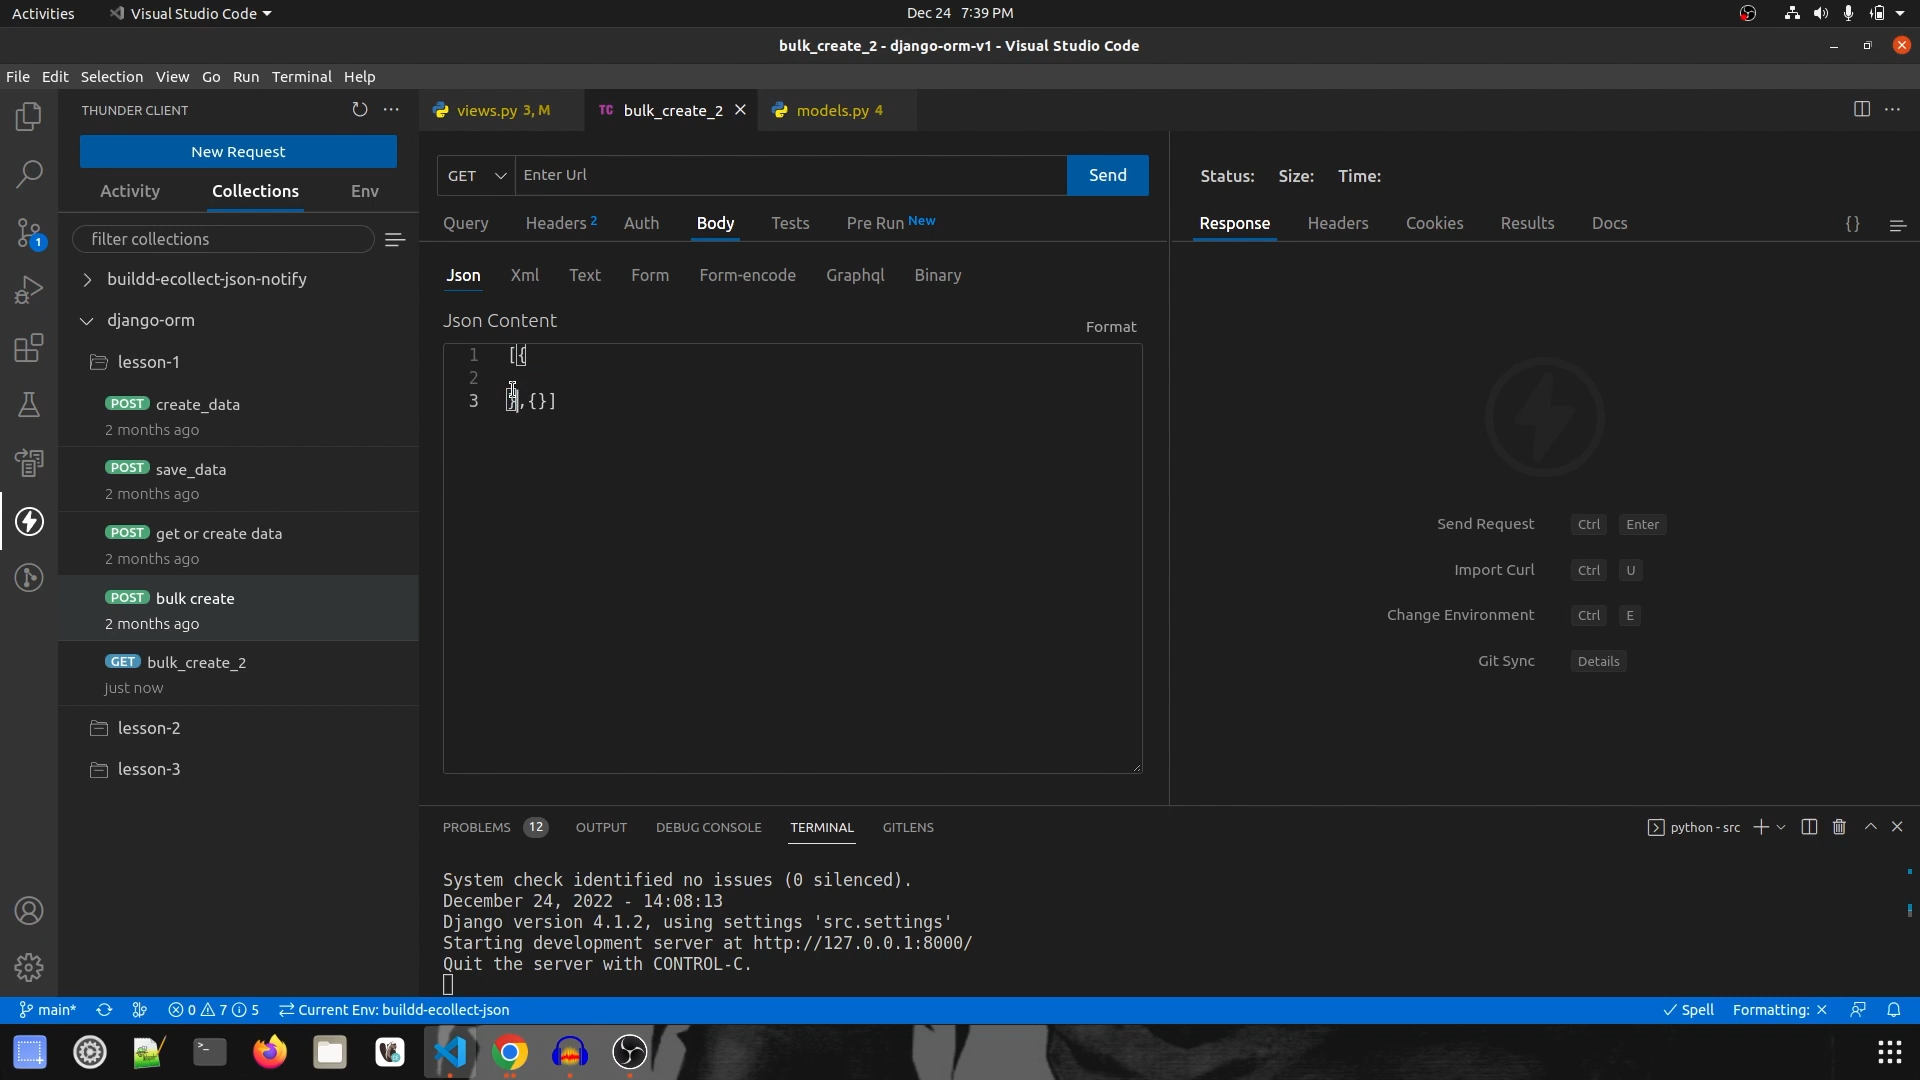 Activities
Visual Studio Code
Dec 24 7:39 PM
bulk_create_2 - django-orm-v1 - Visual Studio Code
File Edit Selection View Go Run Terminal Help
THUNDER CLIENT
New Request
Activity Collections Env
filter collections
buildd-ecollect-json-notify
django-orm
lesson-1
POST create_data
2 months ago
POST save_data
2 months ago
POST get or create data
2 months ago
POST bulk create
2 months ago
GET bulk_create_2
just now
lesson-2
lesson-3
1
views.py 3, M
TC bulk_create_2
models.py 4
GET Enter Url Send
Query Headers 2 Auth Body Tests Pre Run New
Json Xml Text Form Form-encode Graphql Binary
Json Content
Format
1 [{
2
3 },{}]
Status: Size: Time:
Response Headers Cookies Results Docs {}
Send Request Ctrl Enter
Import Curl Ctrl U
Change Environment Ctrl E
Git Sync Details
PROBLEMS 12 OUTPUT DEBUG CONSOLE TERMINAL GITLENS
python - src
System check identified no issues (0 silenced).
December 24, 2022 - 14:08:13
Django version 4.1.2, using settings 'src.settings'
Starting development server at http://127.0.0.1:8000/
Quit the server with CONTROL-C.
main* 0 7 5 Current Env: buildd-ecollect-json
Spell Formatting: ×